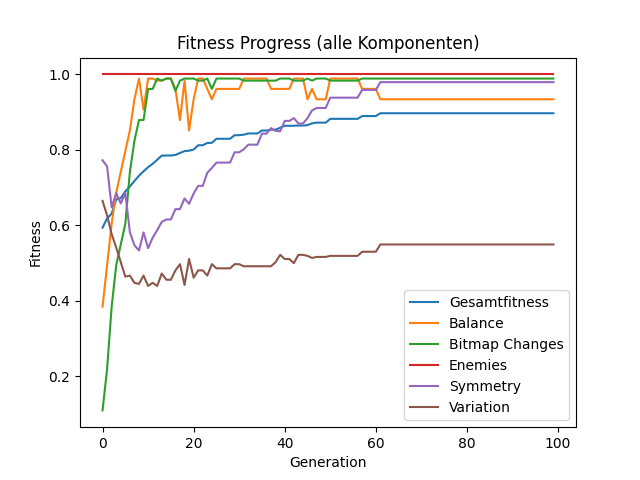 Fitness Progress (alle Komponenten)
1.0
0.8
0.6
0.4
0.2
Fitness
0 20 40 60 80 100
Generation
Gesamtfitness
Balance
Bitmap Changes
Enemies
Symmetry
Variation